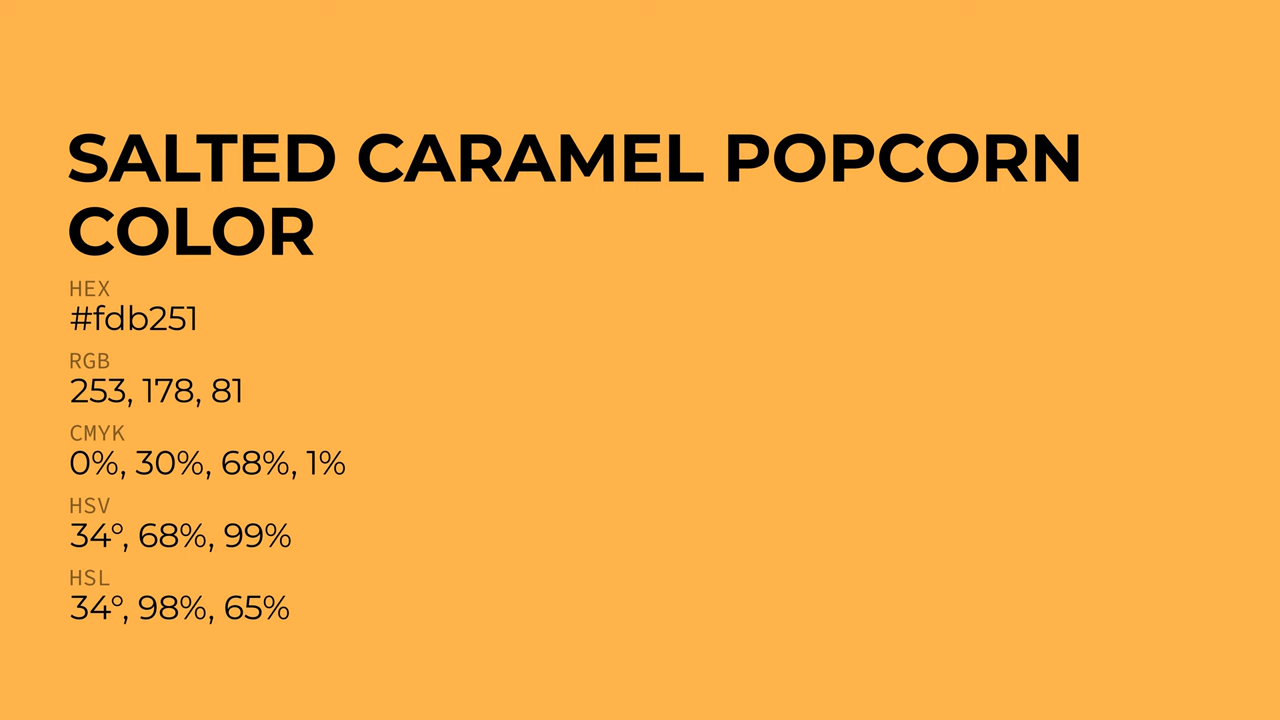 SALTED CARAMEL POPCORN
COLOR
HEX
#fdb251
RGB
253, 178, 81
CMYK
0%, 30%, 68%, 1%
HSV
34°, 68%, 99%
HSL
34°, 98%, 65%